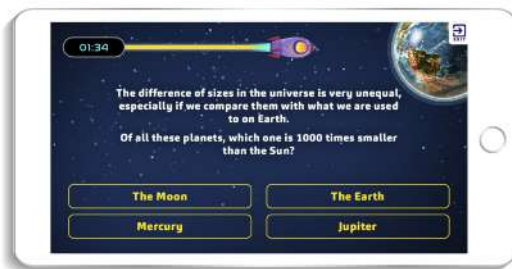 01:34
EXIT
The difference of sizes in the universe is very unequal,
especially if we compare them with what we are used
to on Earth.
Of all these planets, which one is 1000 times smaller
than the Sun?
The Moon
The Earth
Mercury
Jupiter